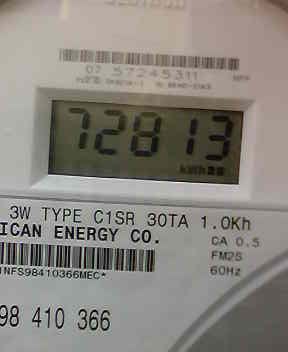 07 57245311
72813
kWh
3W TYPE C1SR 30TA 1.0Kh
ICAN ENERGY CO.
CA 0.5
FM2S
60Hz
1NFS98410366MEC*
98 410 366